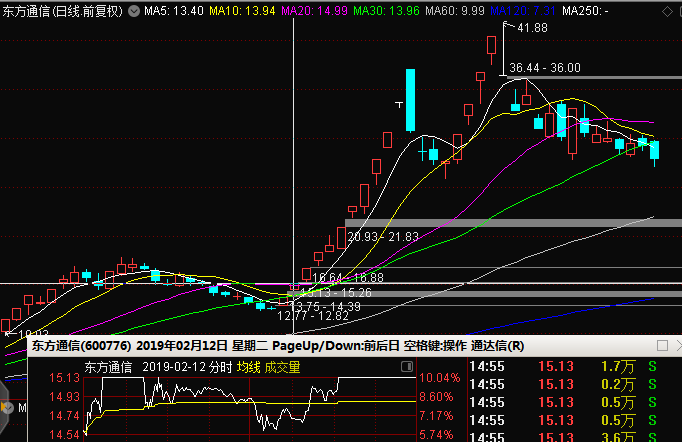 东方通信(日线.前复权) MA5: 13.40 MA10: 13.94 MA20: 14.99 MA30: 13.96 MA60: 9.99 MA120: 7.31 MA250: -
41.88
36.44 - 36.00
20.93 - 21.83
16.64 - 16.88
15.13 - 15.26
13.75 - 14.39
12.77 - 12.82
东方通信(600776) 2019年02月12日 星期二 PageUp/Down:前后日 空格键:操作 通达信(R)
东方通信 2019-02-12 分时 均线 成交量
15.13 10.04%
14.93 8.60%
14.74 7.17%
14.54 5.74%
14:55 15.13 1.7万 S
14:55 15.13 0.2万 S
14:55 15.13 0.5万 S
14:55 15.13 0.5万 S
14:55 15.13 3.6万 S
M